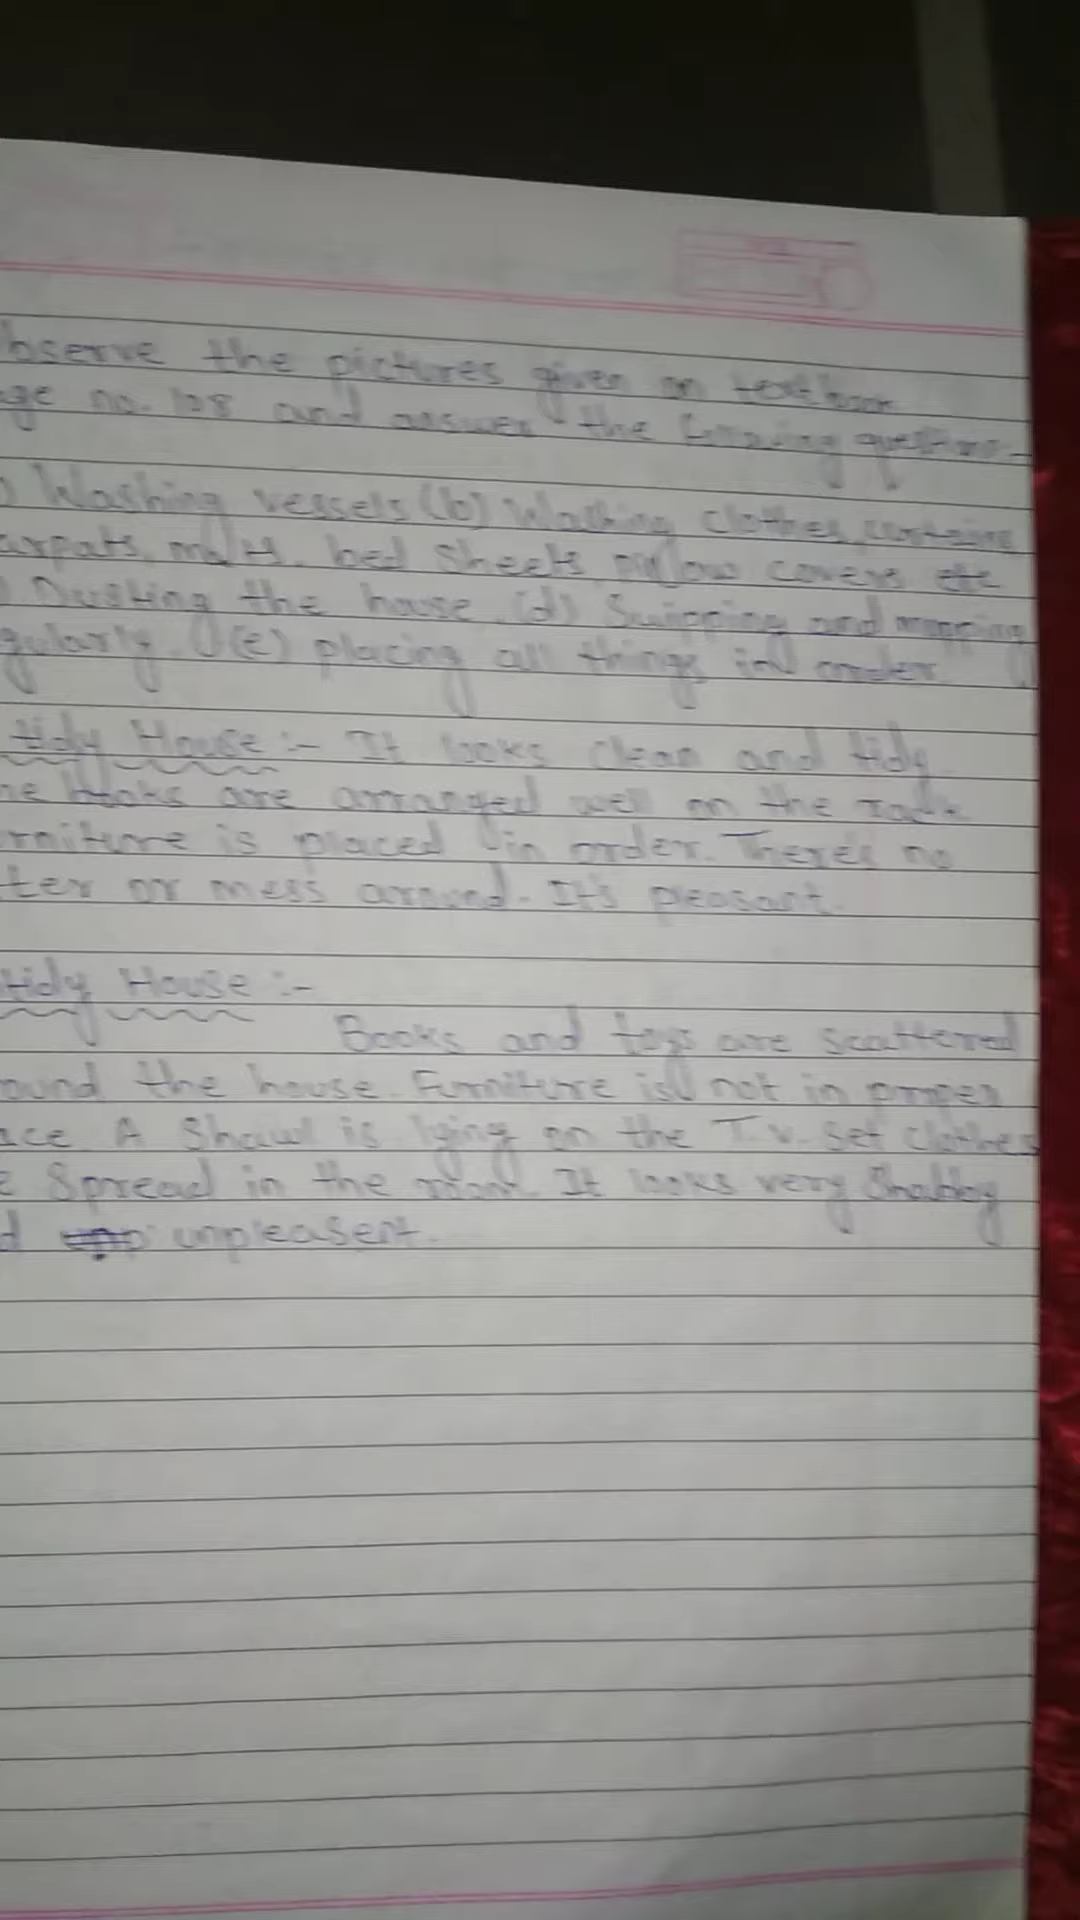 bserve the pictures given on textbook
ge no. 128 and answer the following questions.
Washing vessels (b) Washing clothes, curtains
arpats, mats, bed sheets, pillow covers etc
Dusting the house (d) Swipping and mopping
gularly. (e) placing all things in order.
tidy House :- It looks clean and tidy.
he books are arranged well on the rack
rniture is placed in order. There's no
ter or mess around. It's pleasant.
tidy House :-
Books and toys are scattered
ound the house. Furniture is not in proper
ace. A Shawl is lying on the T.V. set clothes
e Spread in the room. It looks very Shabby
d unpleasent.